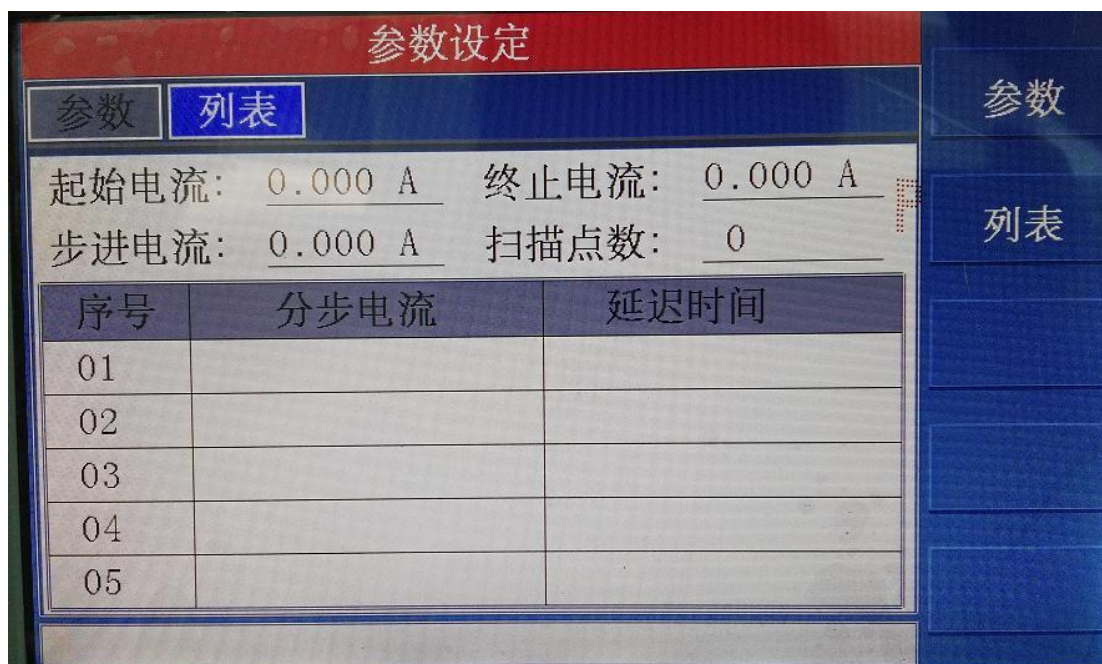 参数设定
参数 列表
起始电流: 0.000 A 终止电流: 0.000 A
步进电流: 0.000 A 扫描点数: 0
序号 分步电流 延迟时间
01
02
03
04
05
参数
列表